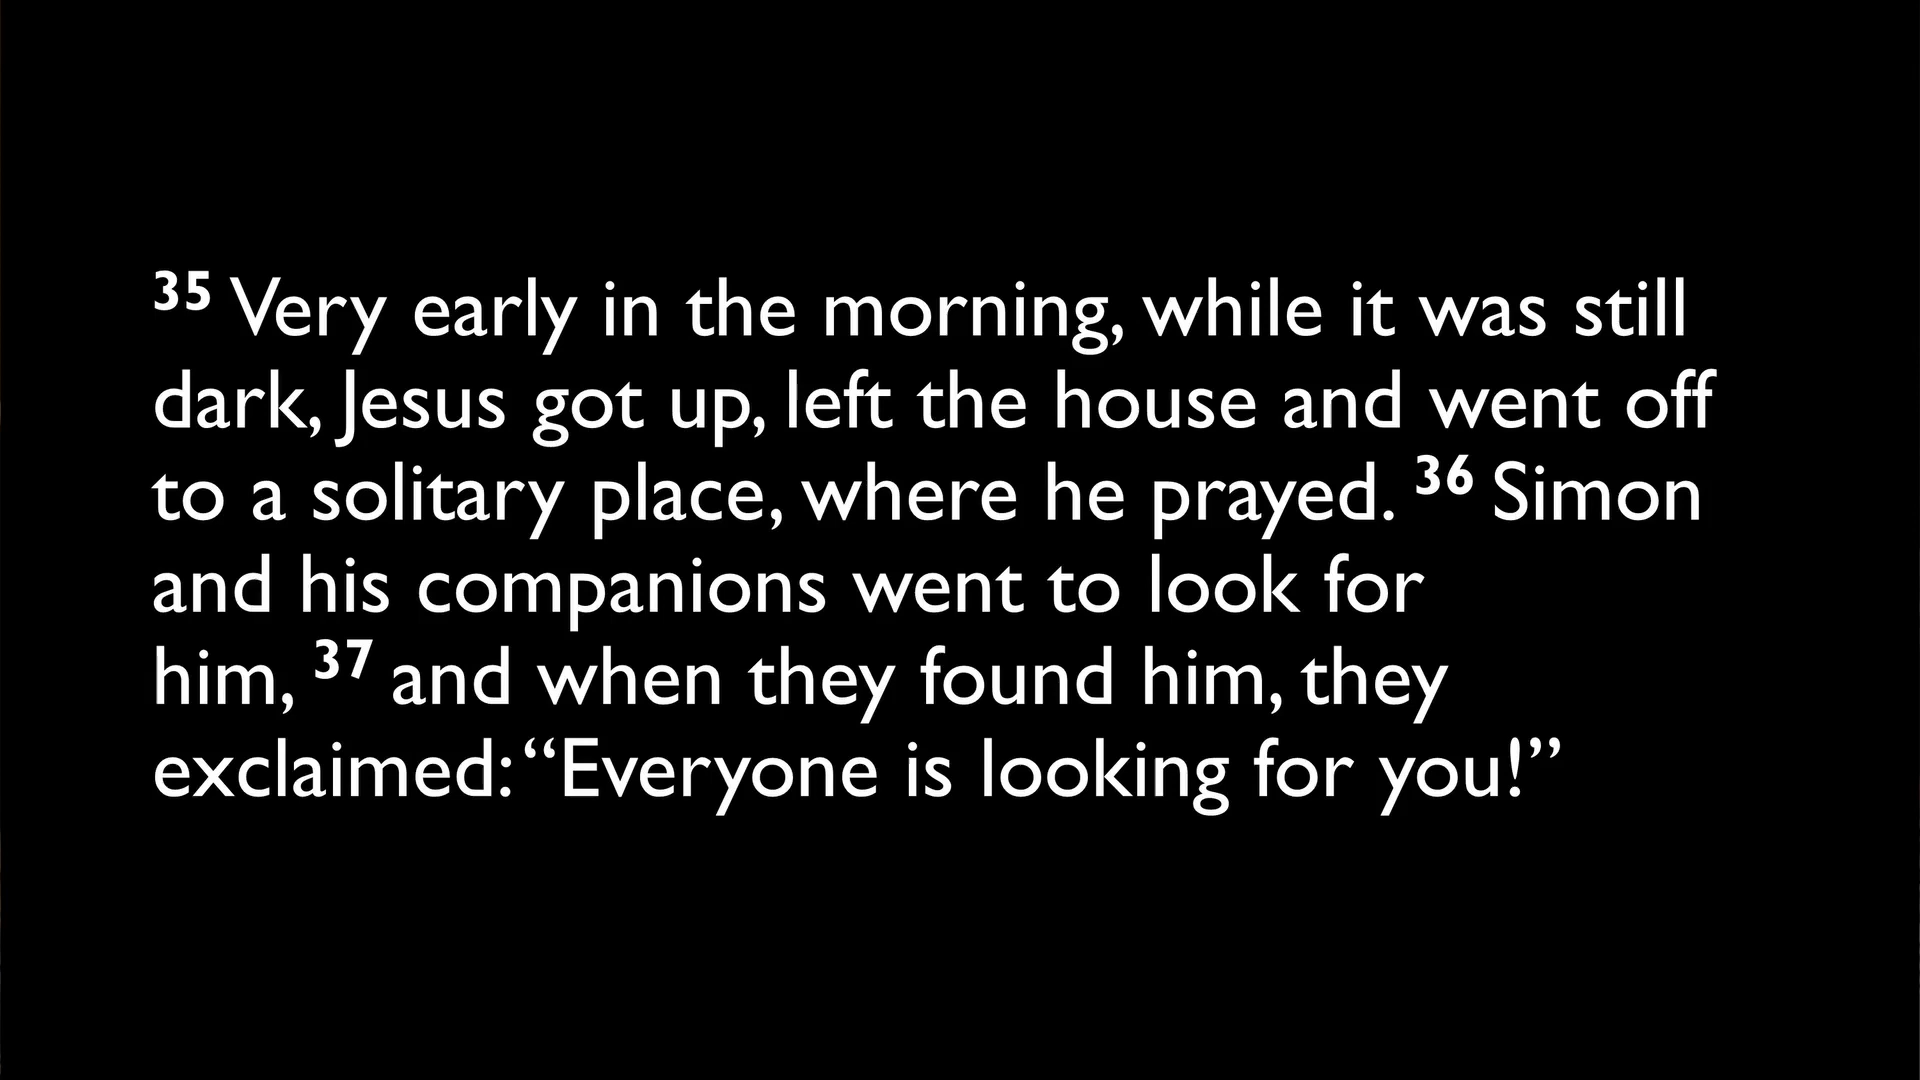 35 Very early in the morning, while it was still
dark, Jesus got up, left the house and went off
to a solitary place, where he prayed. 36 Simon
and his companions went to look for
him, 37 and when they found him, they
exclaimed: “Everyone is looking for you!”